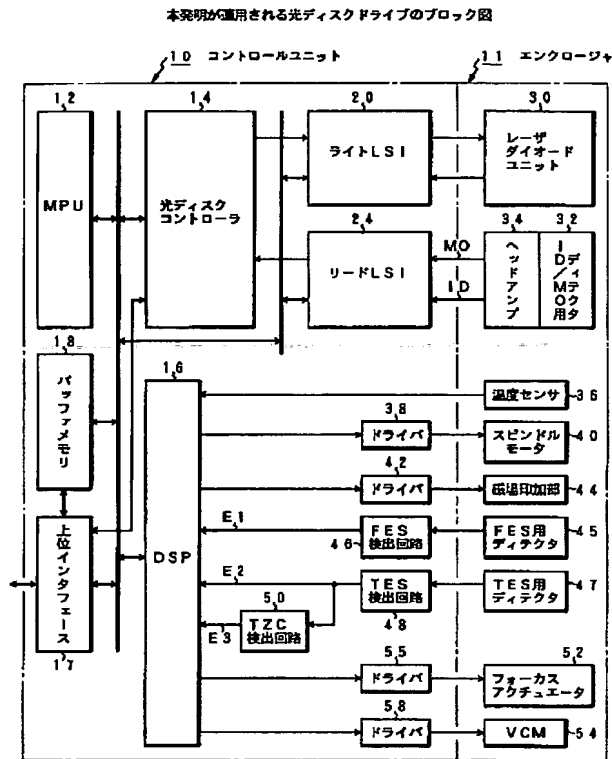 本発明が適用される光ディスクドライブのブロック図
10 コントロールユニット
11 エンクロージャ
12
14
20
30
MPU
光ディスク
コントローラ
ライトLSI
レーザ
ダイオード
ユニット
24
34
32
リードLSI
MO
ID
ヘッドアンプ
ID/MO用
ディテクタ
18
バッファメモリ
16
DSP
温度センサ
36
38
ドライバ
スピンドル
モータ
40
42
ドライバ
磁場印加部
44
上位インタフェース
17
E1
46
FES
検出回路
FES用
ディテクタ
45
E2
TES
検出回路
48
TES用
ディテクタ
47
50
E3
TZC
検出回路
55
ドライバ
52
フォーカス
アクチュエータ
58
ドライバ
VCM
54